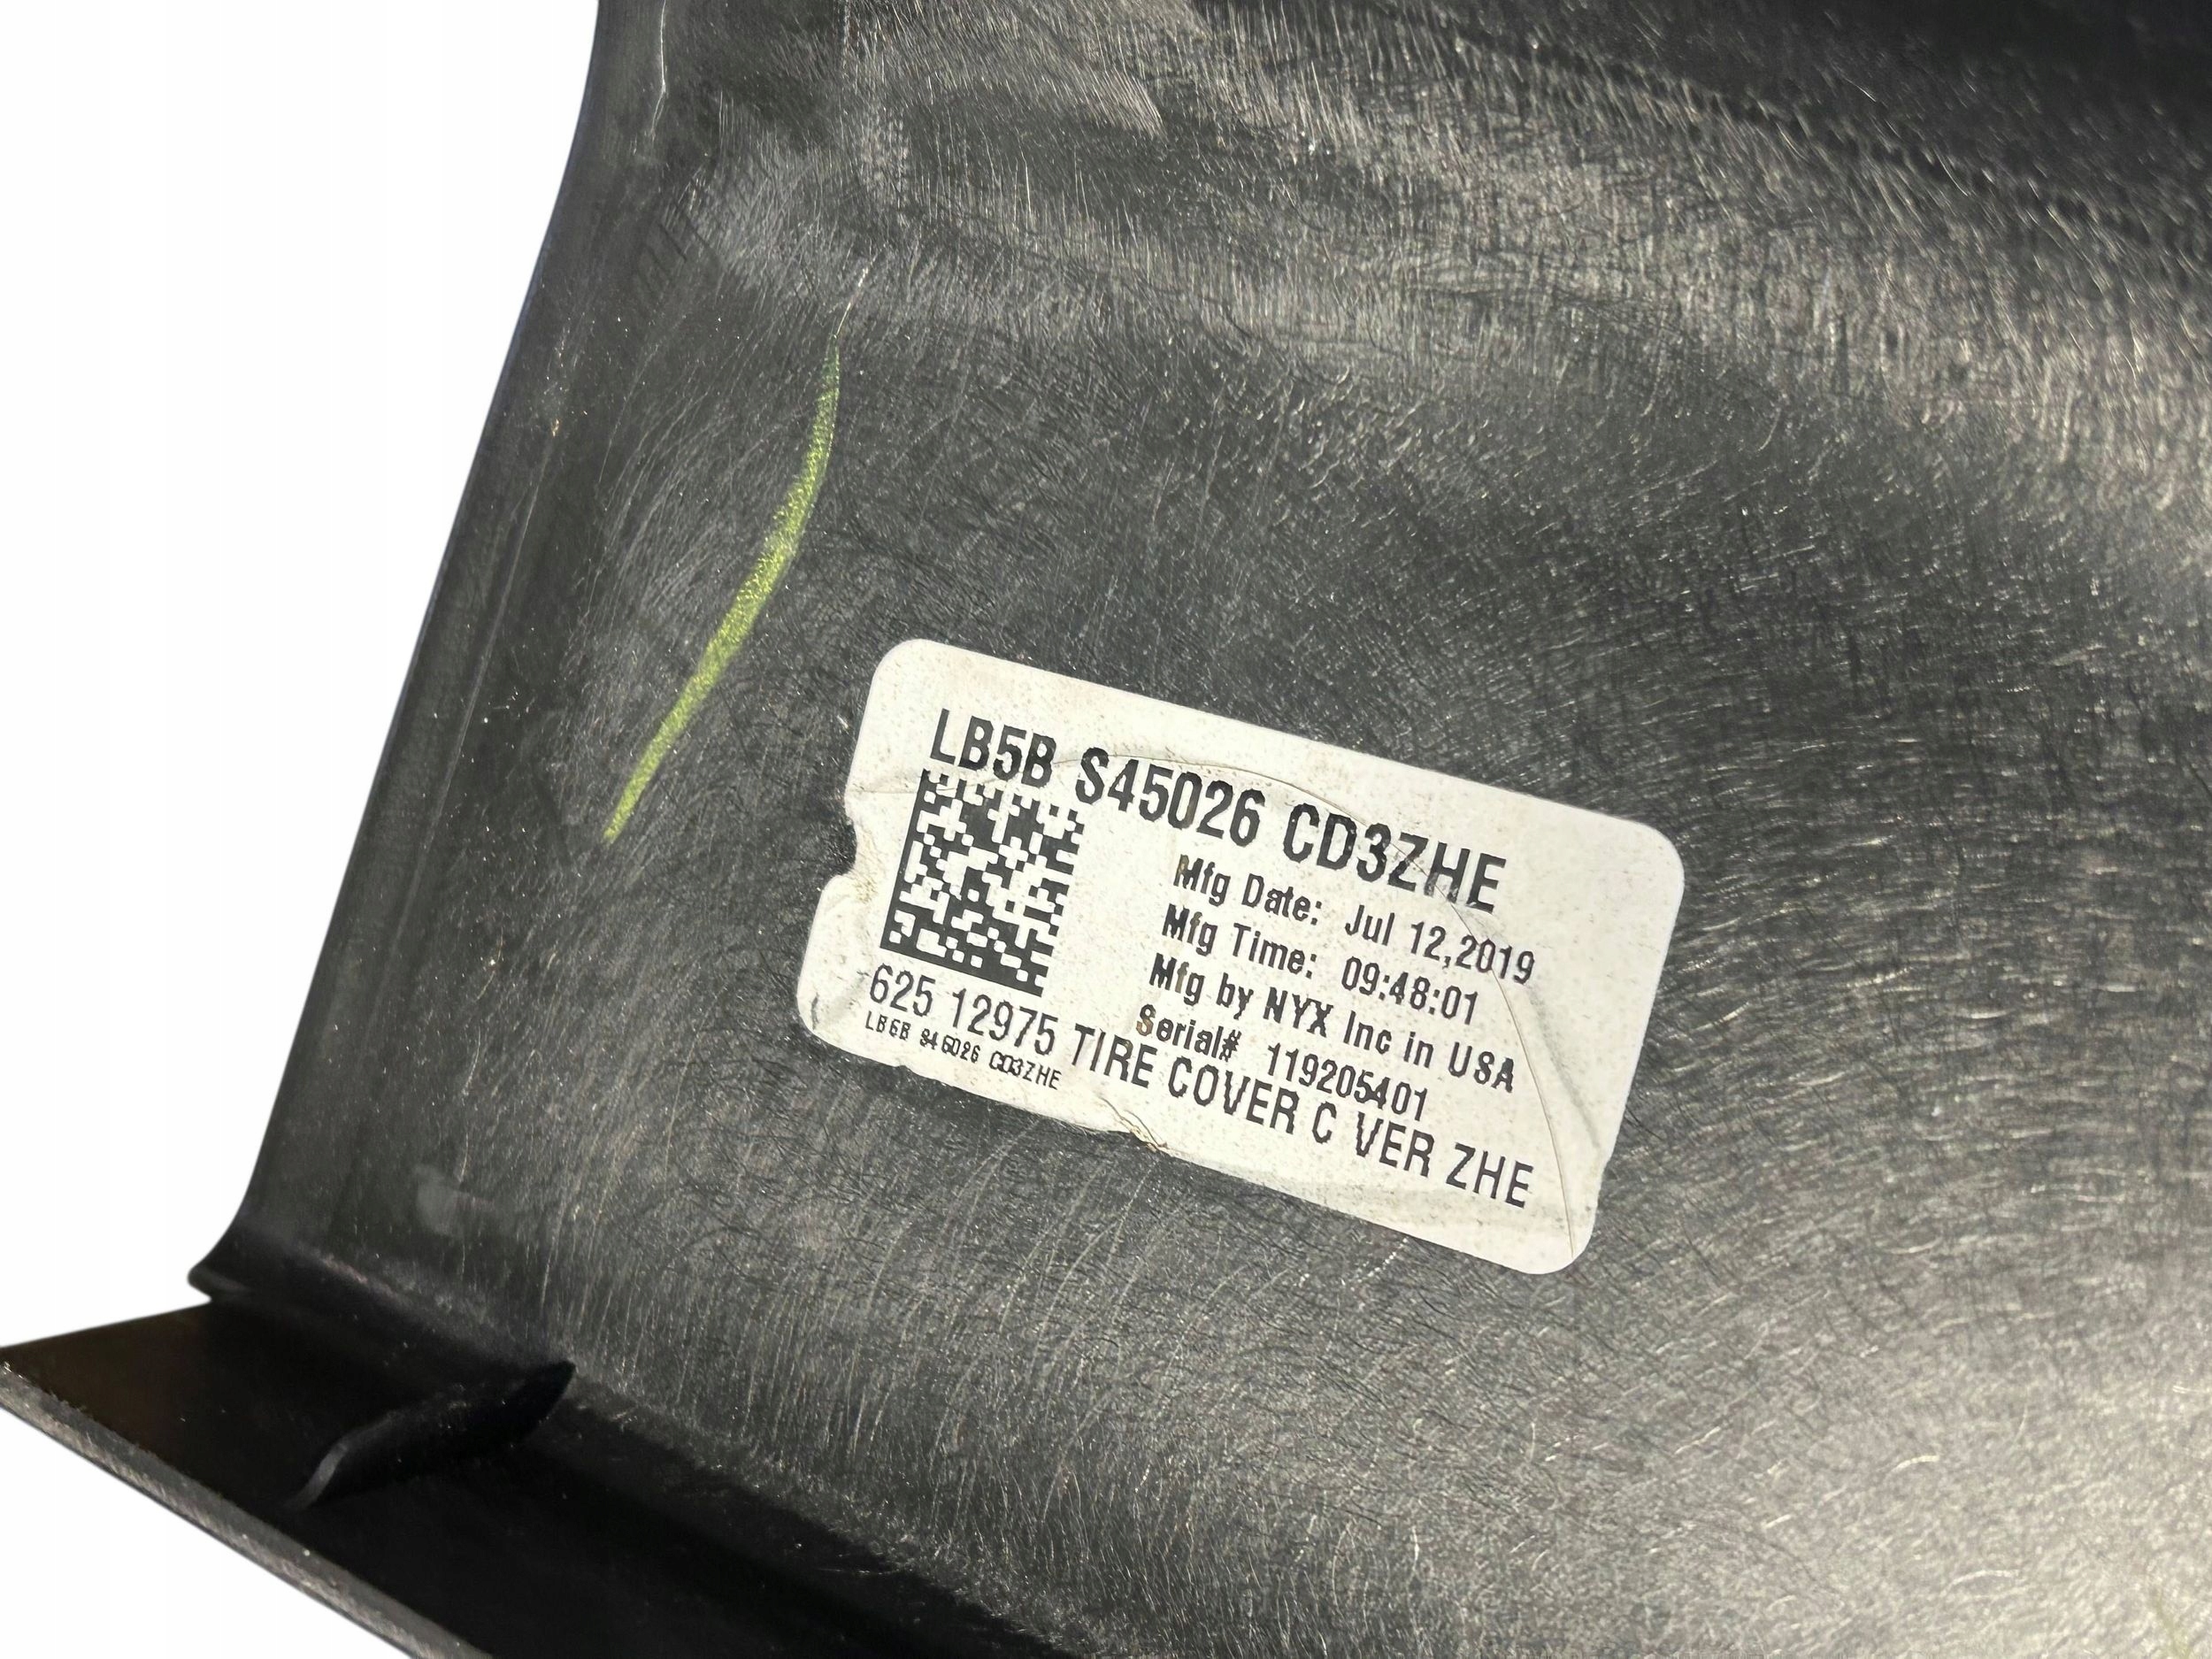 LB5B S45026 CD3ZHE
Mfg Date: Jul 12,2019
Mfg Time: 09:48:01
Mfg by NYX Inc in USA
Serial# 119205401
625 12975 TIRE COVER C VER ZHE
LB5B S45026 CD3ZHE